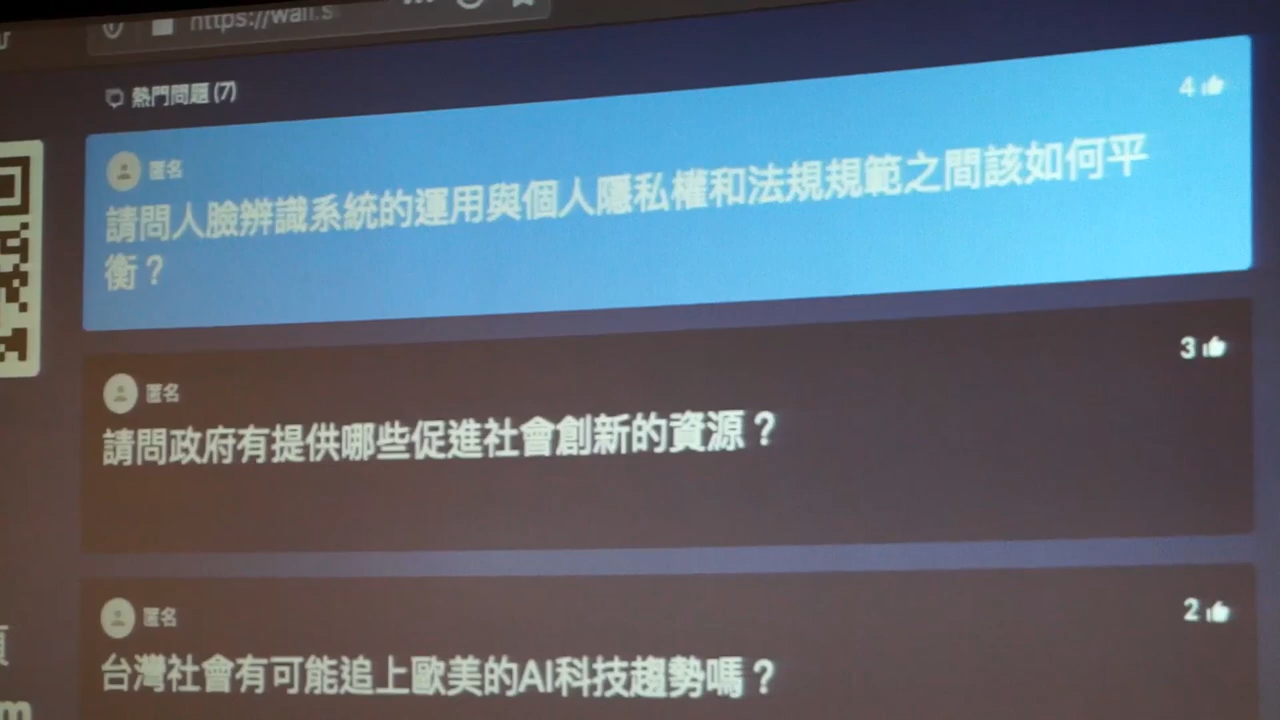 https://wall.s
熱門問題 (7)
4
匿名
請問人臉辨識系統的運用與個人隱私權和法規規範之間該如何平
衡？
3
匿名
請問政府有提供哪些促進社會創新的資源？
2
匿名
台灣社會有可能追上歐美的AI科技趨勢嗎？
m